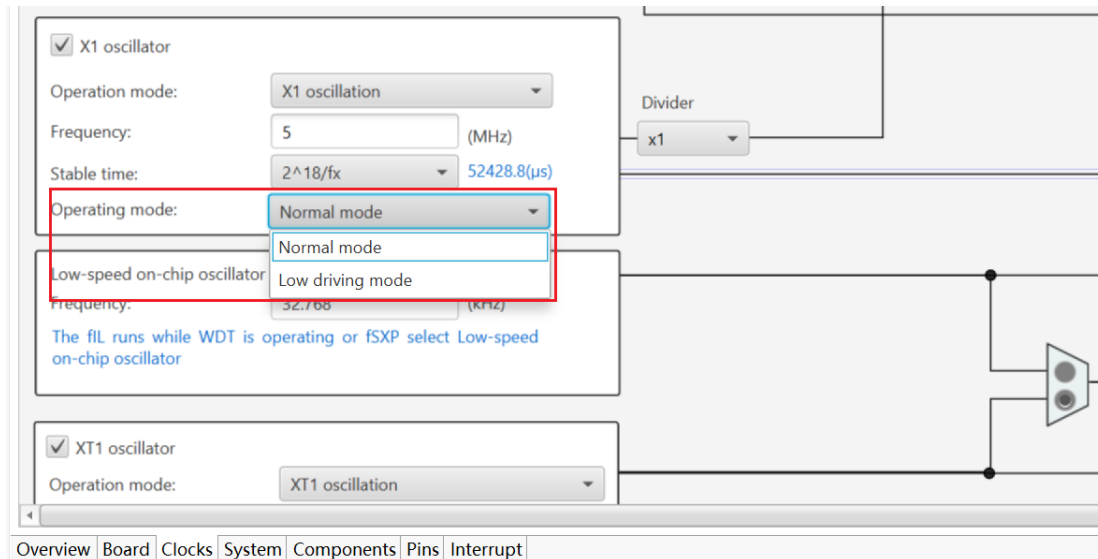 X1 oscillator
Operation mode: X1 oscillation
Divider
Frequency: 5 (MHz)
x1
Stable time: 2^18/fx 52428.8(μs)
Operating mode: Normal mode
Normal mode
Low-speed on-chip oscillator
Low driving mode
Frequency: 32.768 (kHz)
The fIL runs while WDT is operating or fSXP select Low-speed
on-chip oscillator
XT1 oscillator
Operation mode: XT1 oscillation
Overview Board Clocks System Components Pins Interrupt